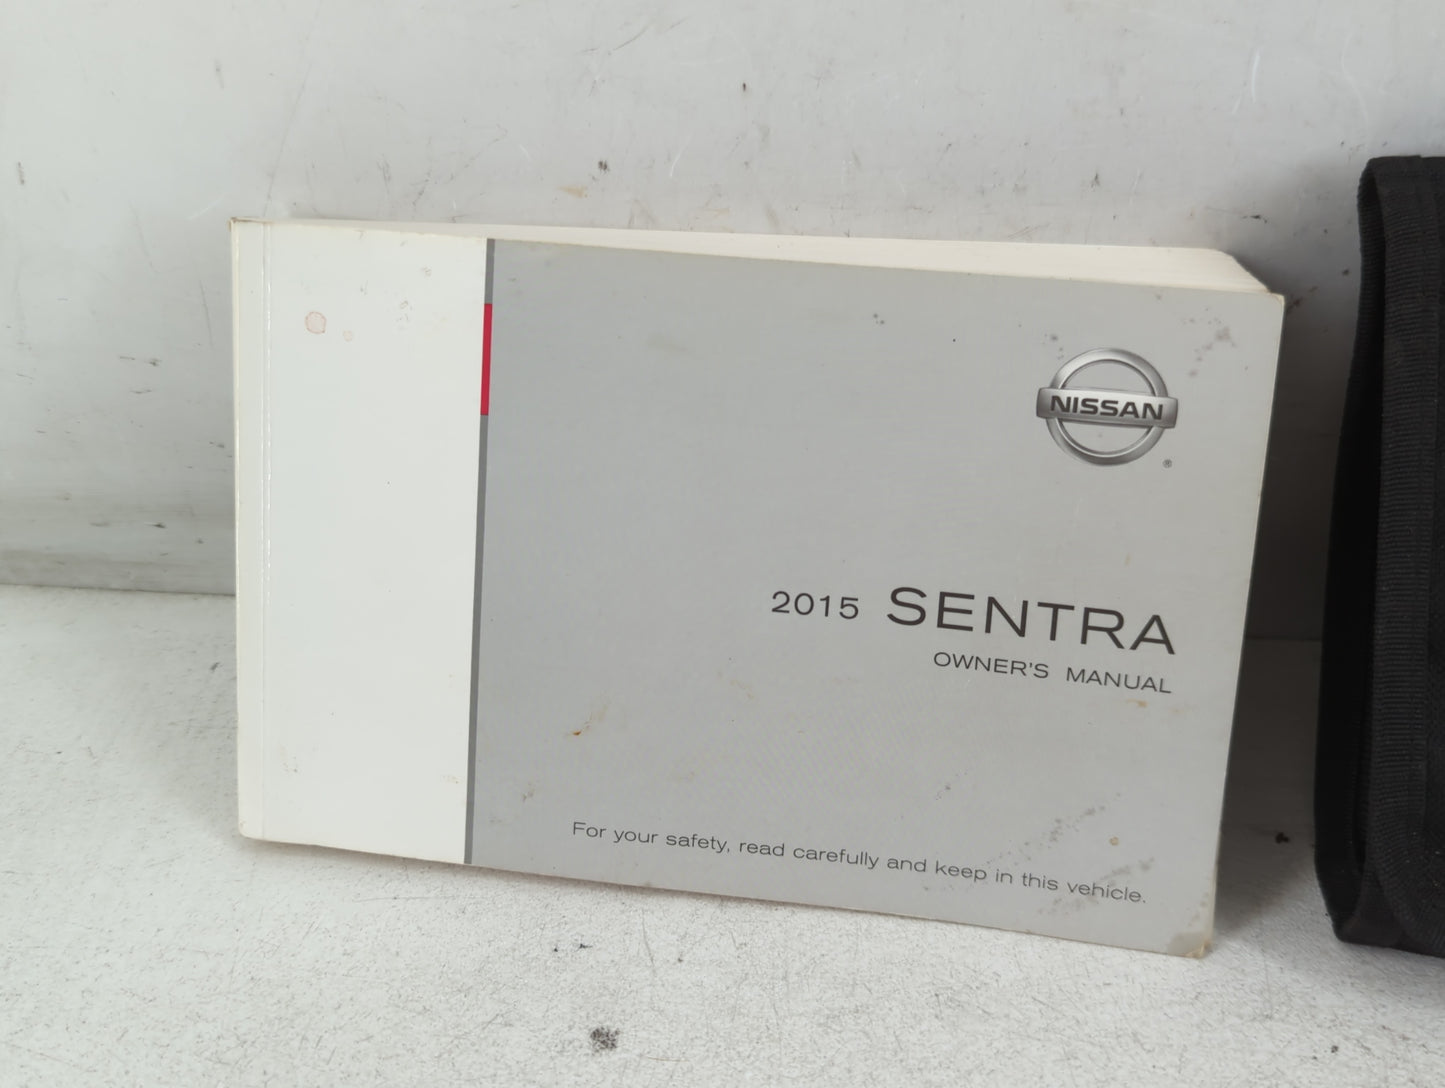 NISSAN
®
2015 SENTRA
OWNER'S MANUAL
For your safety, read carefully and keep in this vehicle.